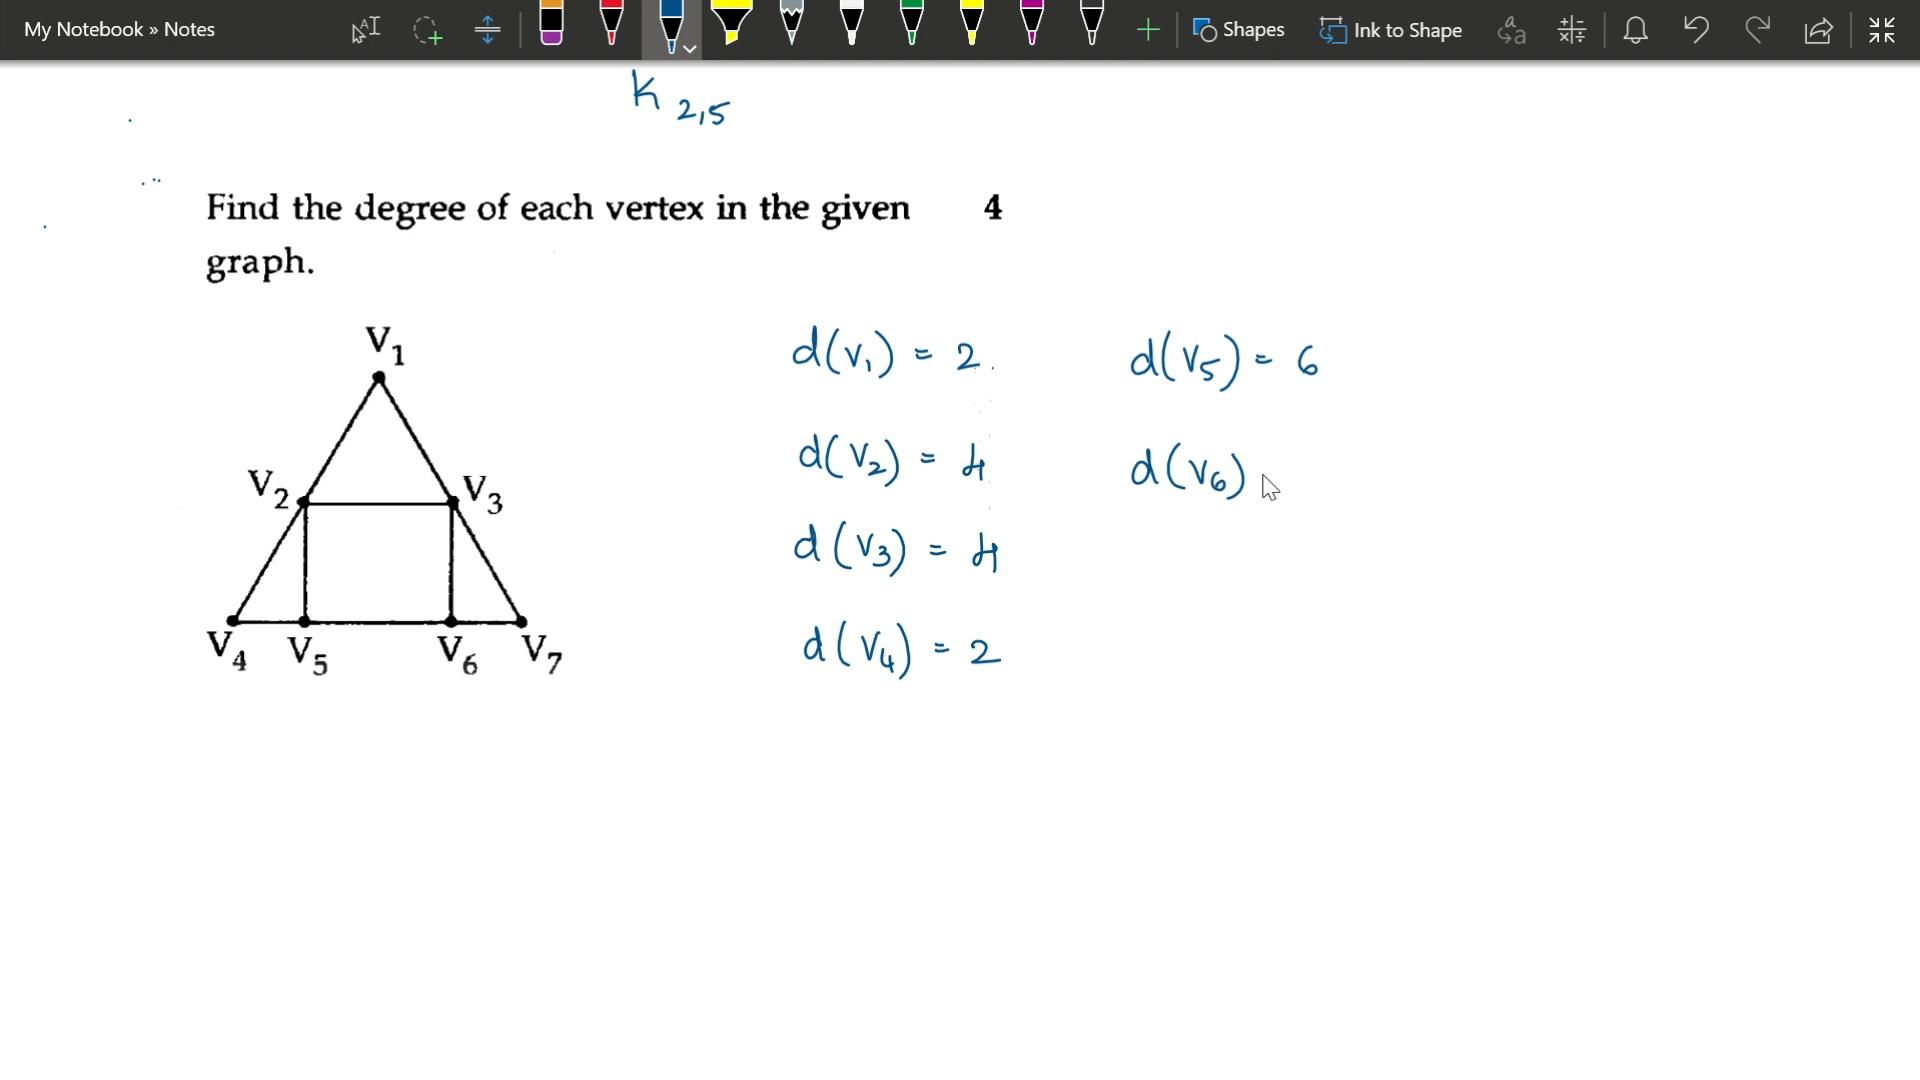 My Notebook » Notes
Shapes
Ink to Shape
K 2,5
Find the degree of each vertex in the given 4
graph.
V1
V2
V3
V4 V5 V6 V7
d(v1) = 2.
d(v2) = 4
d(v3) = 4
d(v4) = 2
d(v5) = 6
d(v6)